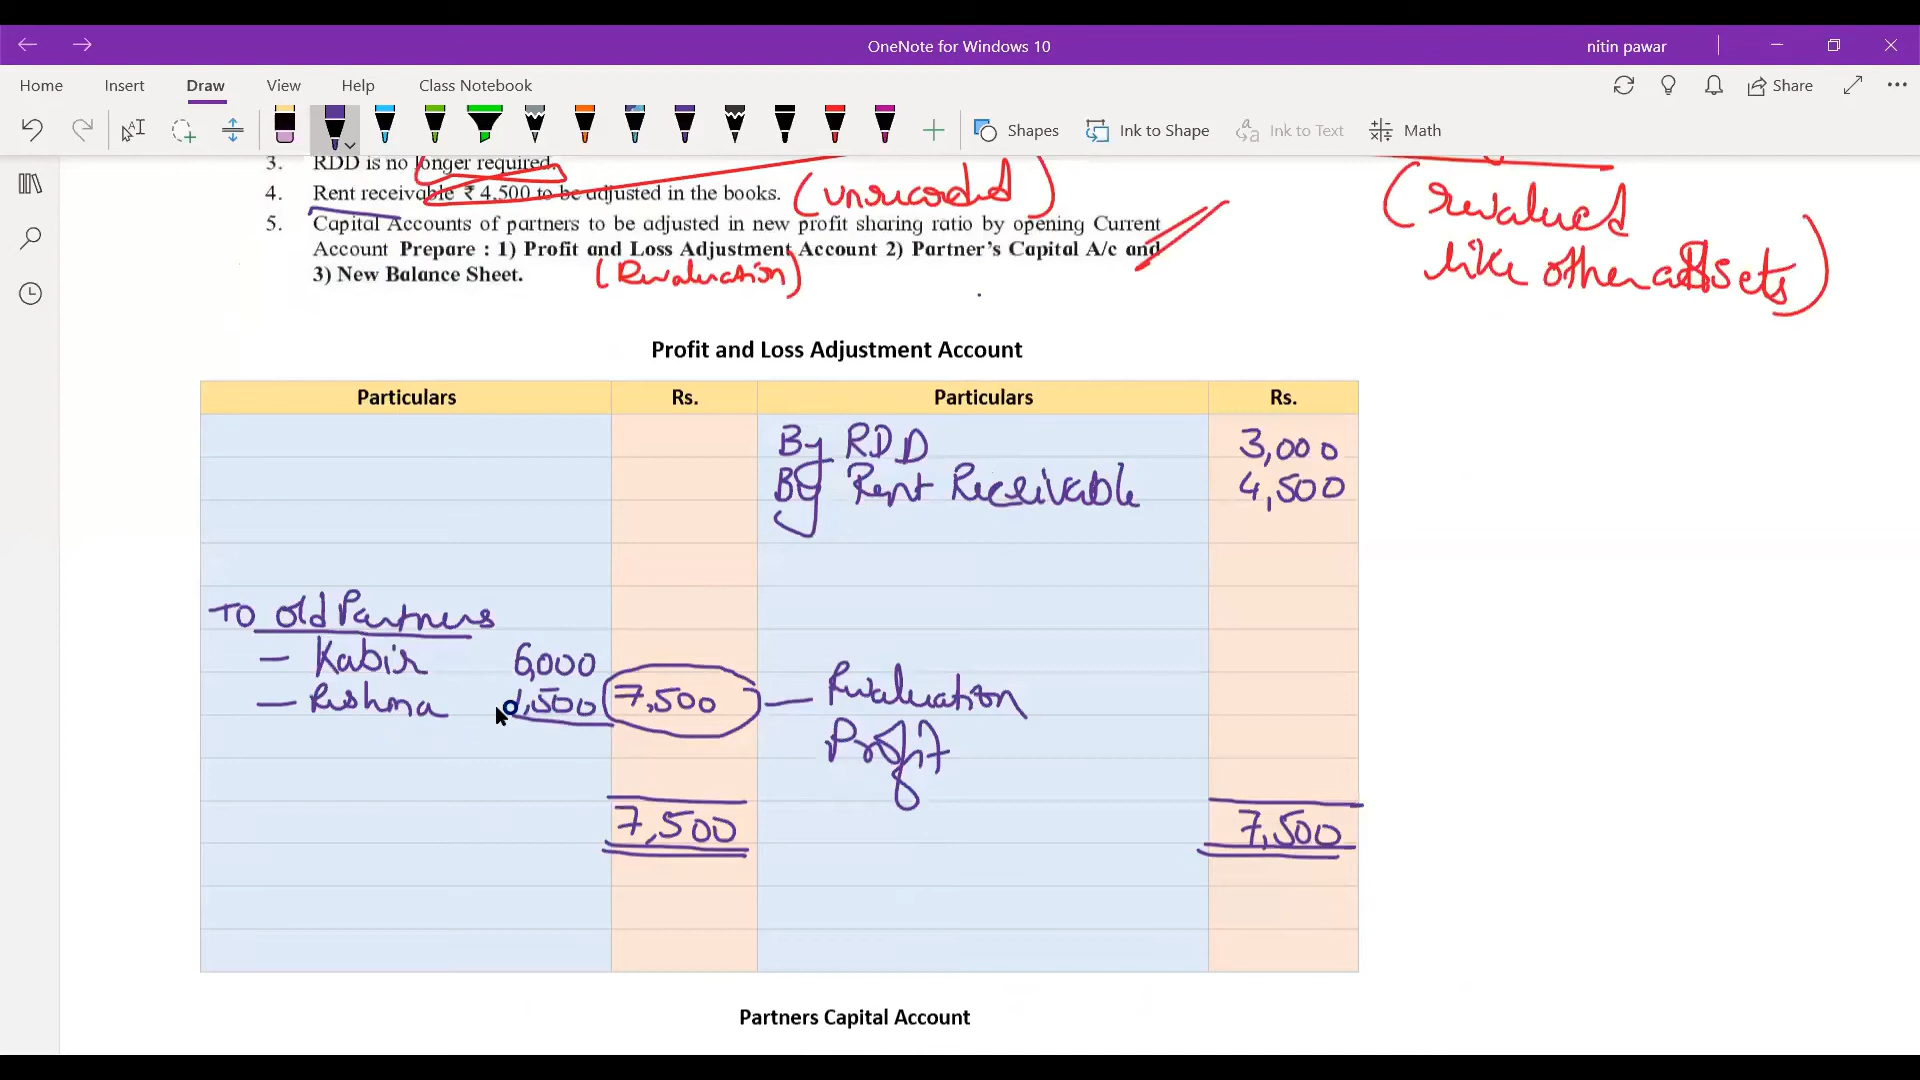 OneNote for Windows 10
nitin pawar
Home Insert Draw View Help Class Notebook
Share
Shapes Ink to Shape Ink to Text Math
3. RDD is no longer required.
4. Rent receivable ₹ 4,500 to be adjusted in the books. (unrecorded)
(revalued
like other assets)
5. Capital Accounts of partners to be adjusted in new profit sharing ratio by opening Current
Account Prepare : 1) Profit and Loss Adjustment Account 2) Partner's Capital A/c and
3) New Balance Sheet. (Revaluation)
Profit and Loss Adjustment Account
Particulars Rs. Particulars Rs.
By RDD 3,000
By Rent Receivable 4,500
To Old Partners
— Kabir 6,000
— Reshma 1,500 7,500 — Revaluation
Profit
7,500 7,500
Partners Capital Account